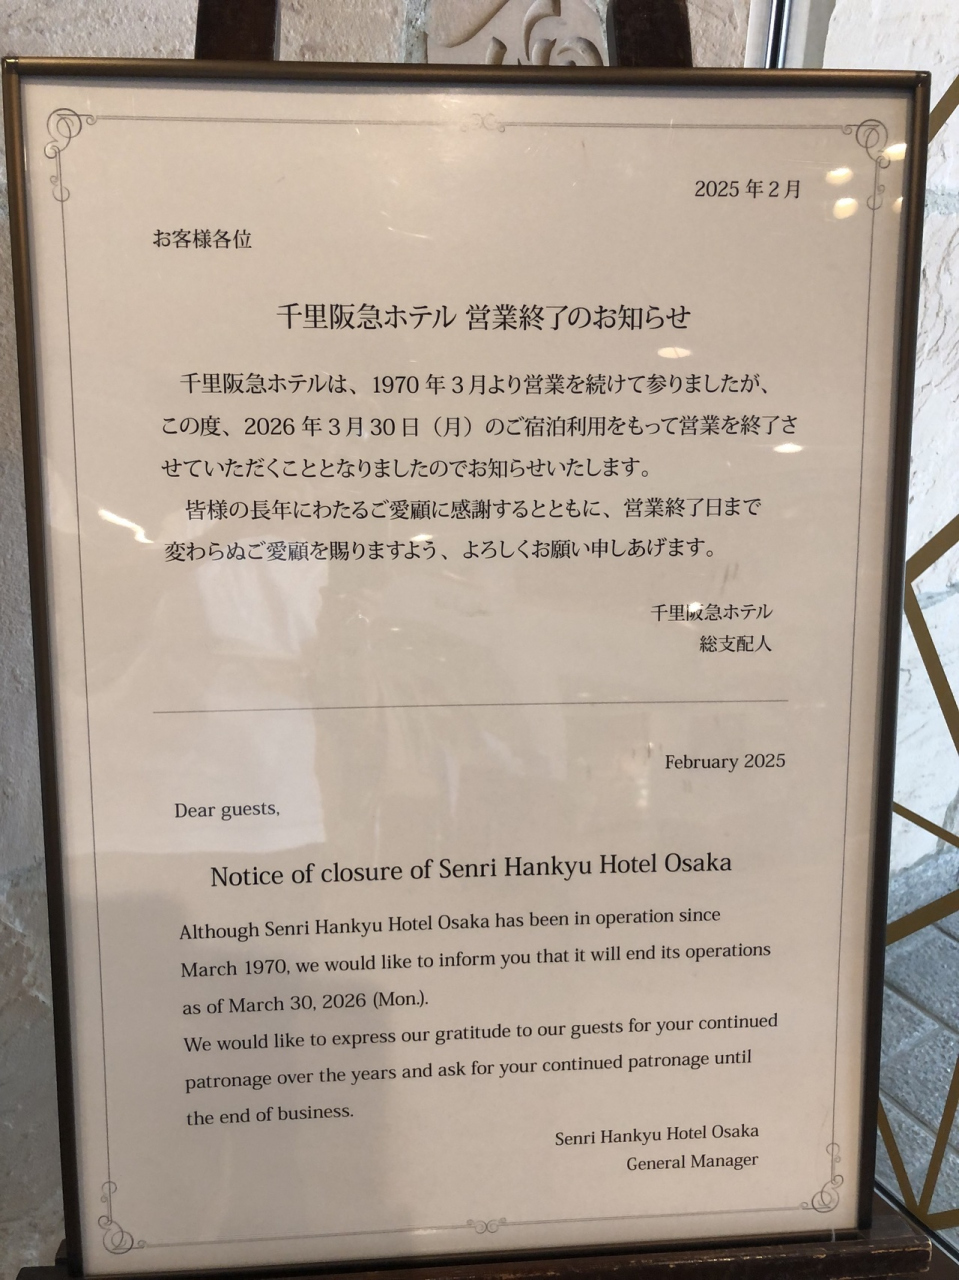 2025年2月
お客様各位
千里阪急ホテル 営業終了のお知らせ
千里阪急ホテルは、1970年3月より営業を続けて参りましたが、
この度、2026年3月30日（月）のご宿泊利用をもって営業を終了さ
せていただくこととなりましたのでお知らせいたします。
皆様の長年にわたるご愛顧に感謝するとともに、営業終了日まで
変わらぬご愛顧を賜りますよう、よろしくお願い申しあげます。
千里阪急ホテル
総支配人
February 2025
Dear guests,
Notice of closure of Senri Hankyu Hotel Osaka
Although Senri Hankyu Hotel Osaka has been in operation since
March 1970, we would like to inform you that it will end its operations
as of March 30, 2026 (Mon.).
We would like to express our gratitude to our guests for your continued
patronage over the years and ask for your continued patronage until
the end of business.
Senri Hankyu Hotel Osaka
General Manager